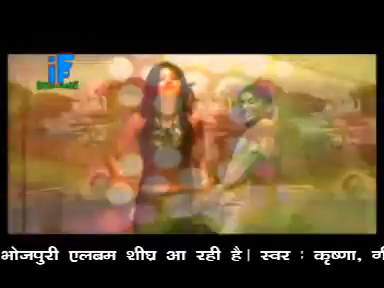 iF
भोजपुरी एलबम शीघ्र आ रही है। स्वर : कृष्णा,